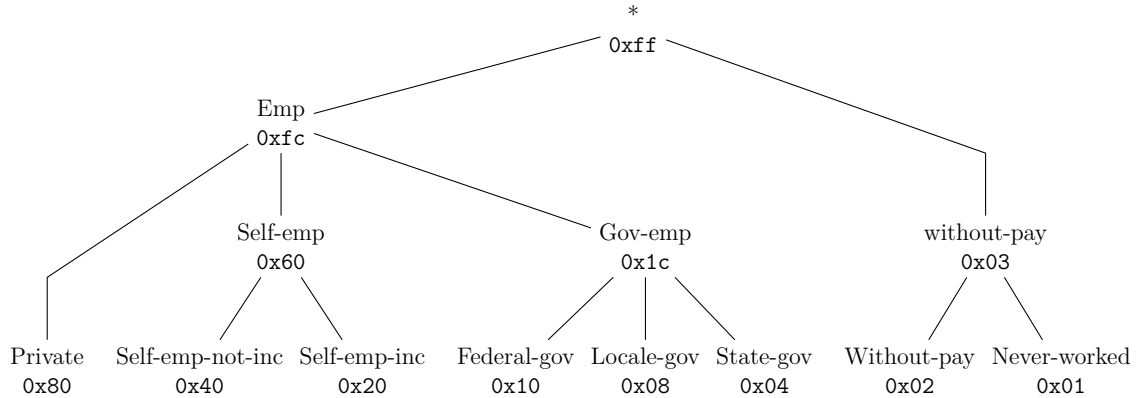 *
0xff
Emp
0xfc
Self-emp
0x60
Gov-emp
0x1c
without-pay
0x03
Private
0x80
Self-emp-not-inc
0x40
Self-emp-inc
0x20
Federal-gov
0x10
Locale-gov
0x08
State-gov
0x04
Without-pay
0x02
Never-worked
0x01